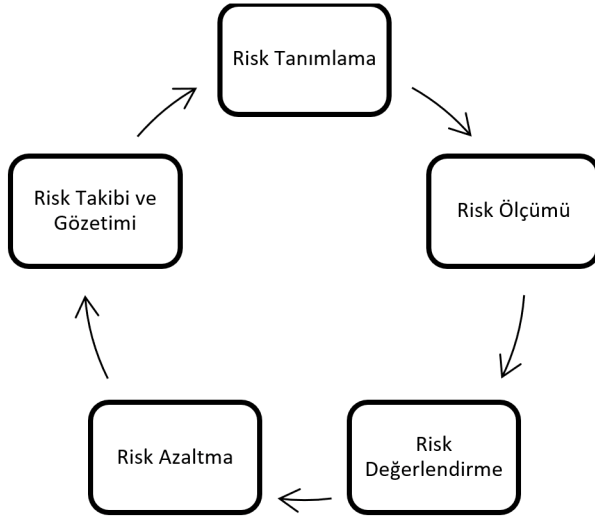 Risk Tanımlama
Risk Ölçümü
Risk
Değerlendirme
Risk Azaltma
Risk Takibi ve
Gözetimi